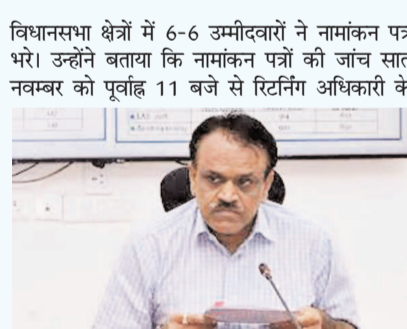 विधानसभा क्षेत्रों में 6-6 उम्मीदवारों ने नामांकन पत्र
भरे। उन्होंने बताया कि नामांकन पत्रों की जांच सात
नवम्बर को पूर्वाह्न 11 बजे से रिटर्निंग अधिकारी के